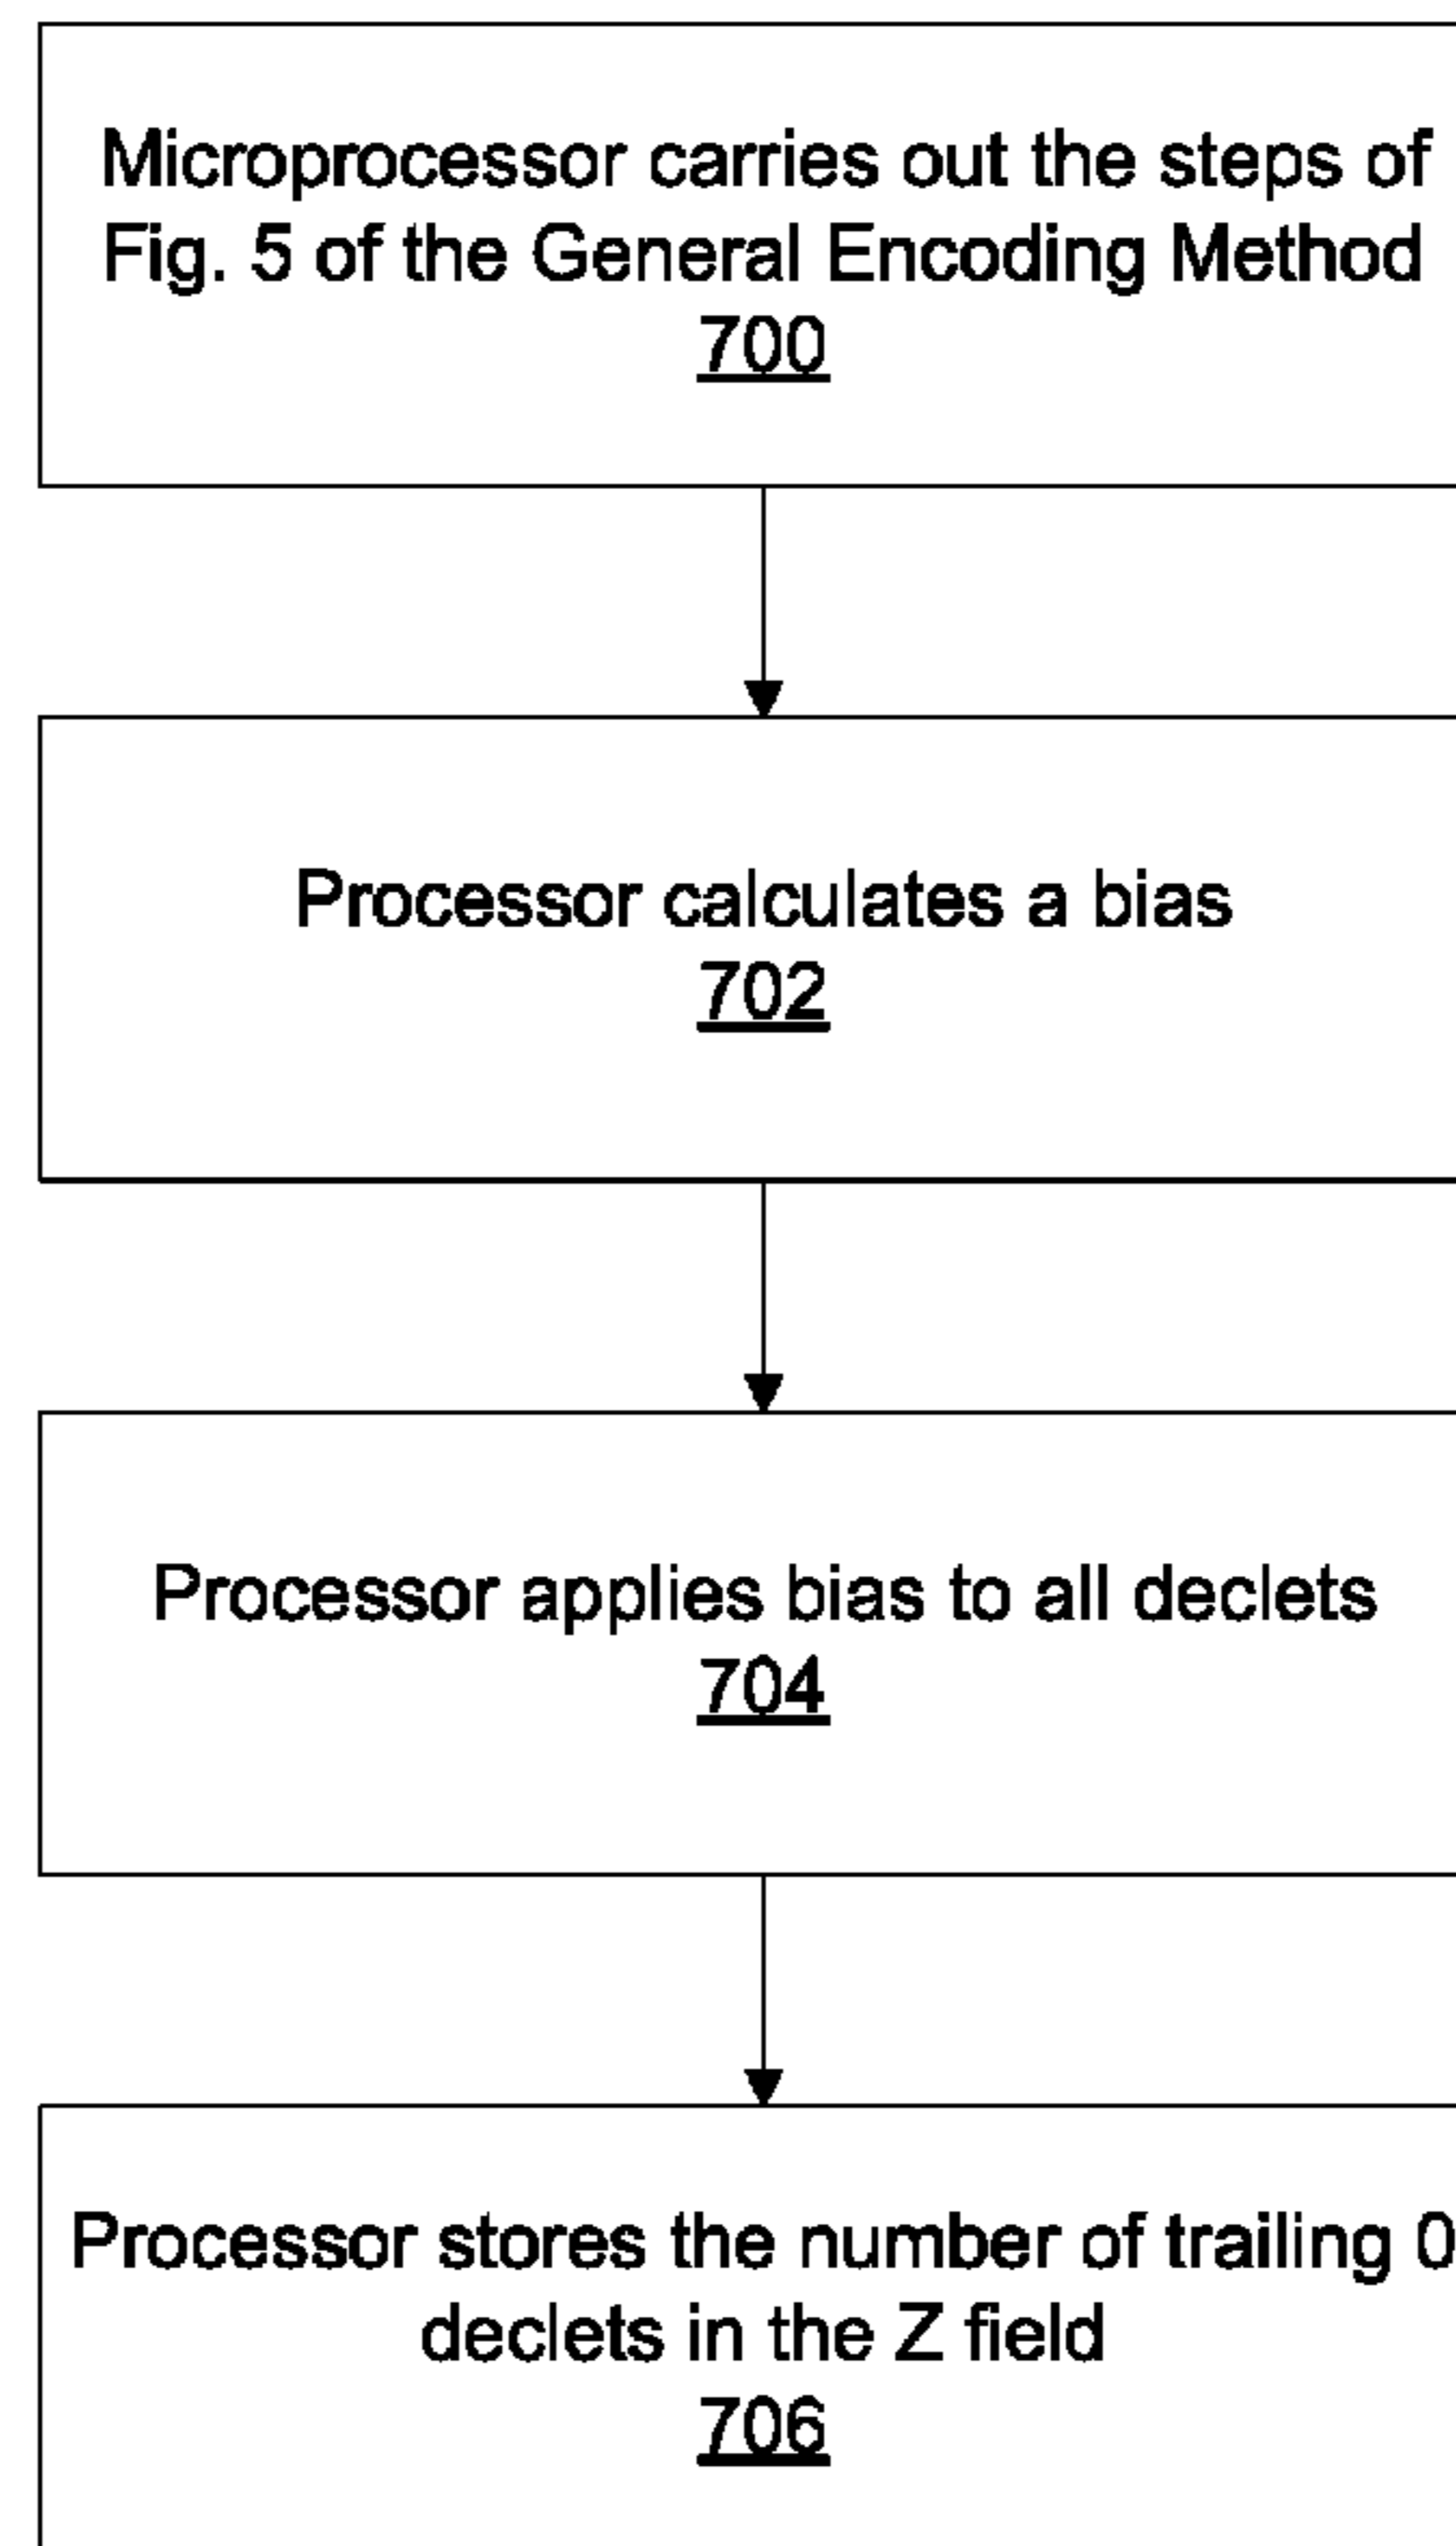 Microprocessor carries out the steps of
Fig. 5 of the General Encoding Method
700
Processor calculates a bias
702
Processor applies bias to all declets
704
Processor stores the number of trailing 0
declets in the Z field
706